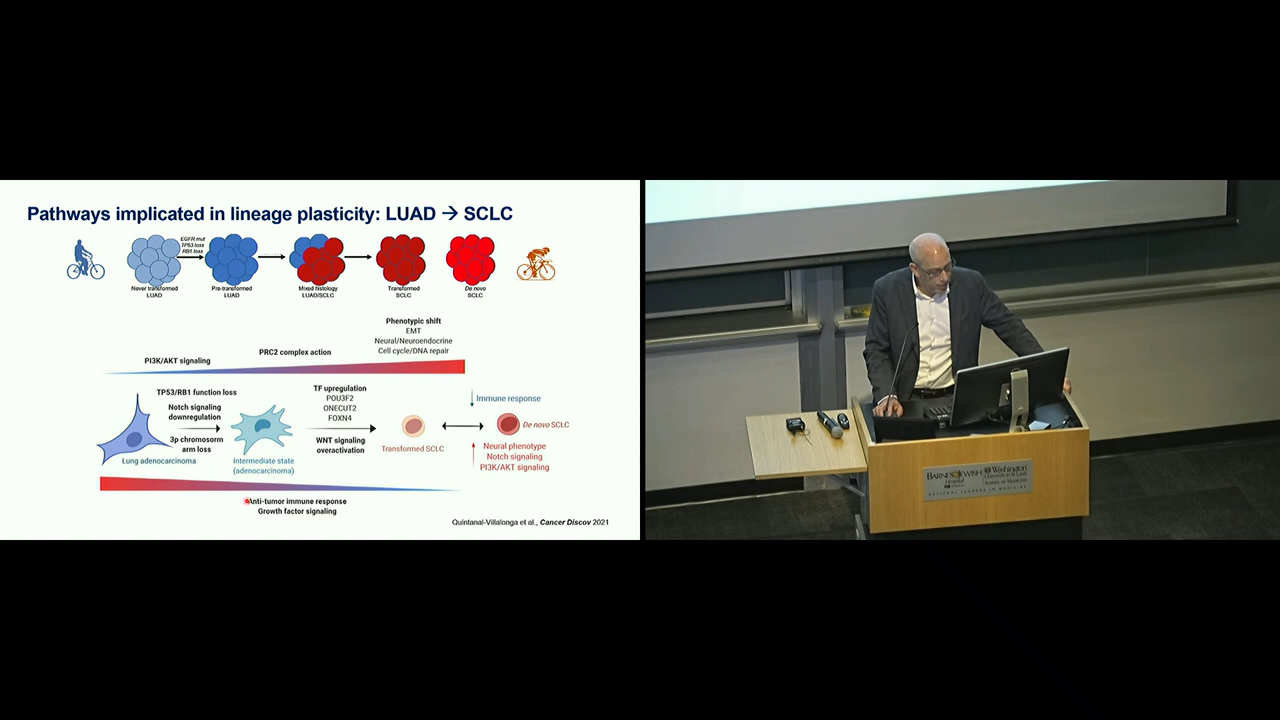 Pathways implicated in lineage plasticity: LUAD → SCLC
EGFR mut
TP53 loss
RB1 loss
Never transformed
LUAD
Pre-transformed
LUAD
Mixed histology
LUAD/SCLC
Transformed
SCLC
De novo
SCLC
Phenotypic shift
EMT
Neural/Neuroendocrine
Cell cycle/DNA repair
PRC2 complex action
PI3K/AKT signaling
TP53/RB1 function loss
Notch signaling
downregulation
3p chromosorm
arm loss
Lung adenocarcinoma
Intermediate state
(adenocarcinoma)
TF upregulation
POU3F2
ONECUT2
FOXN4
WNT signaling
overactivation
Transformed SCLC
Immune response
De novo SCLC
Neural phenotype
Notch signaling
PI3K/AKT signaling
Anti-tumor immune response
Growth factor signaling
Quintanal-Villalonga et al., Cancer Discov 2021
BARNES JEWISH
Hospital
Washington
University in St. Louis
SCHOOL OF MEDICINE
NATIONAL LEADERS IN MEDICINE